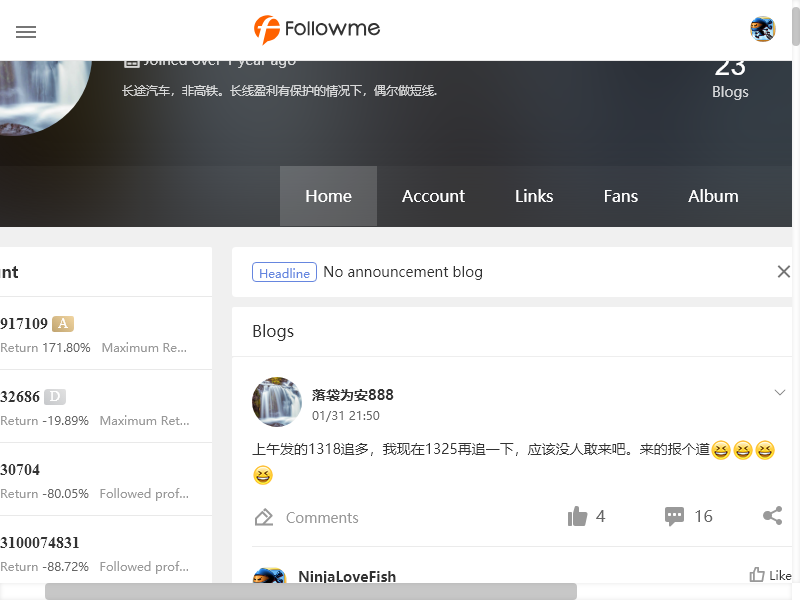 Followme
Joined over 1 year ago
23
长途汽车，非高铁。长线盈利有保护的情况下，偶尔做短线.
Blogs
Home
Account
Links
Fans
Album
nt
917109 A
Return 171.80% Maximum Re...
32686 D
Return -19.89% Maximum Ret...
30704
Return -80.05% Followed prof...
3100074831
Return -88.72% Followed prof...
Headline No announcement blog
Blogs
落袋为安888
01/31 21:50
上午发的1318追多，我现在1325再追一下，应该没人敢来吧。来的报个道😆😆😆
😆
Comments
4
16
NinjaLoveFish
Like